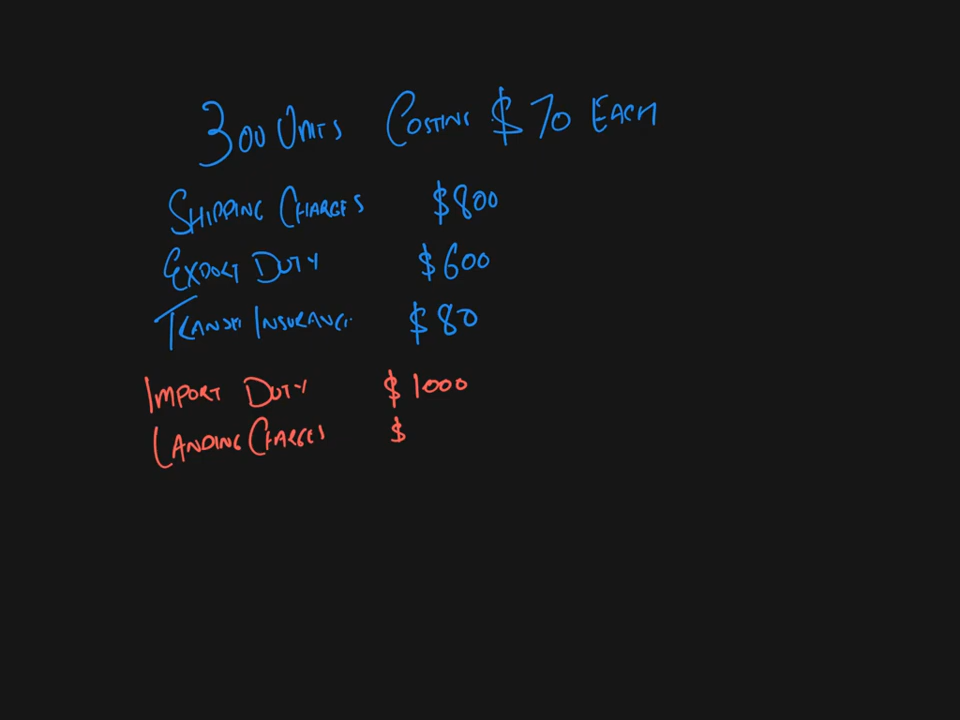 300 UNITS COSTING $70 EACH
SHIPPING CHARGES $800
EXPORT DUTY $600
TRANSIT INSURANCE $80
IMPORT DUTY $1000
LANDING CHARGES $